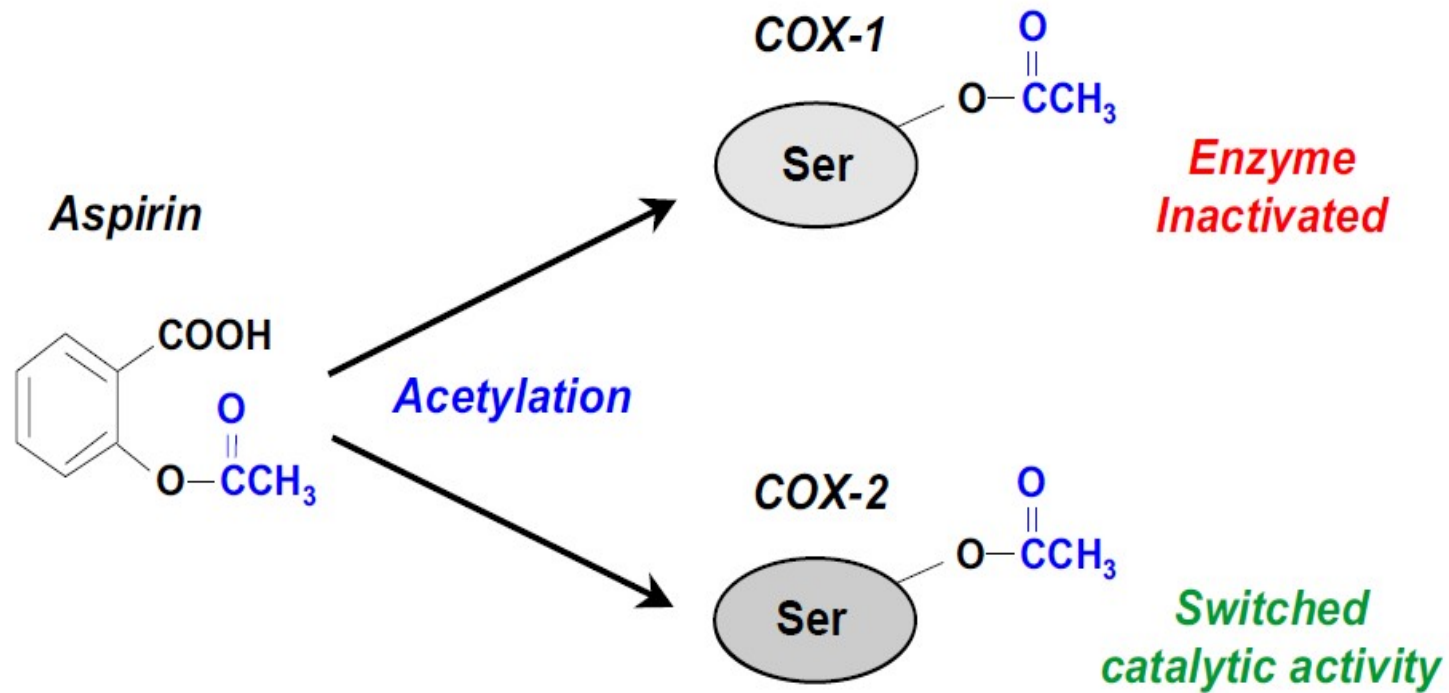 COX-1
O
O—CCH₃
Ser
Enzyme
Inactivated
Aspirin
COOH
O
O—CCH₃
Acetylation
COX-2
O
O—CCH₃
Ser
Switched
catalytic activity